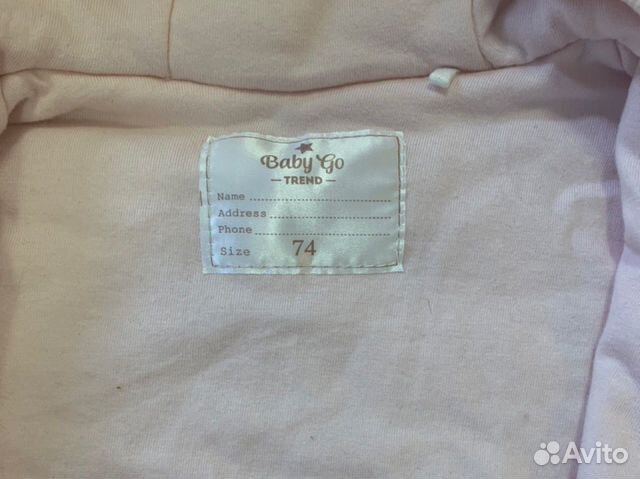 Baby Go
— TREND —
Name
Address
Phone
Size 74
Avito